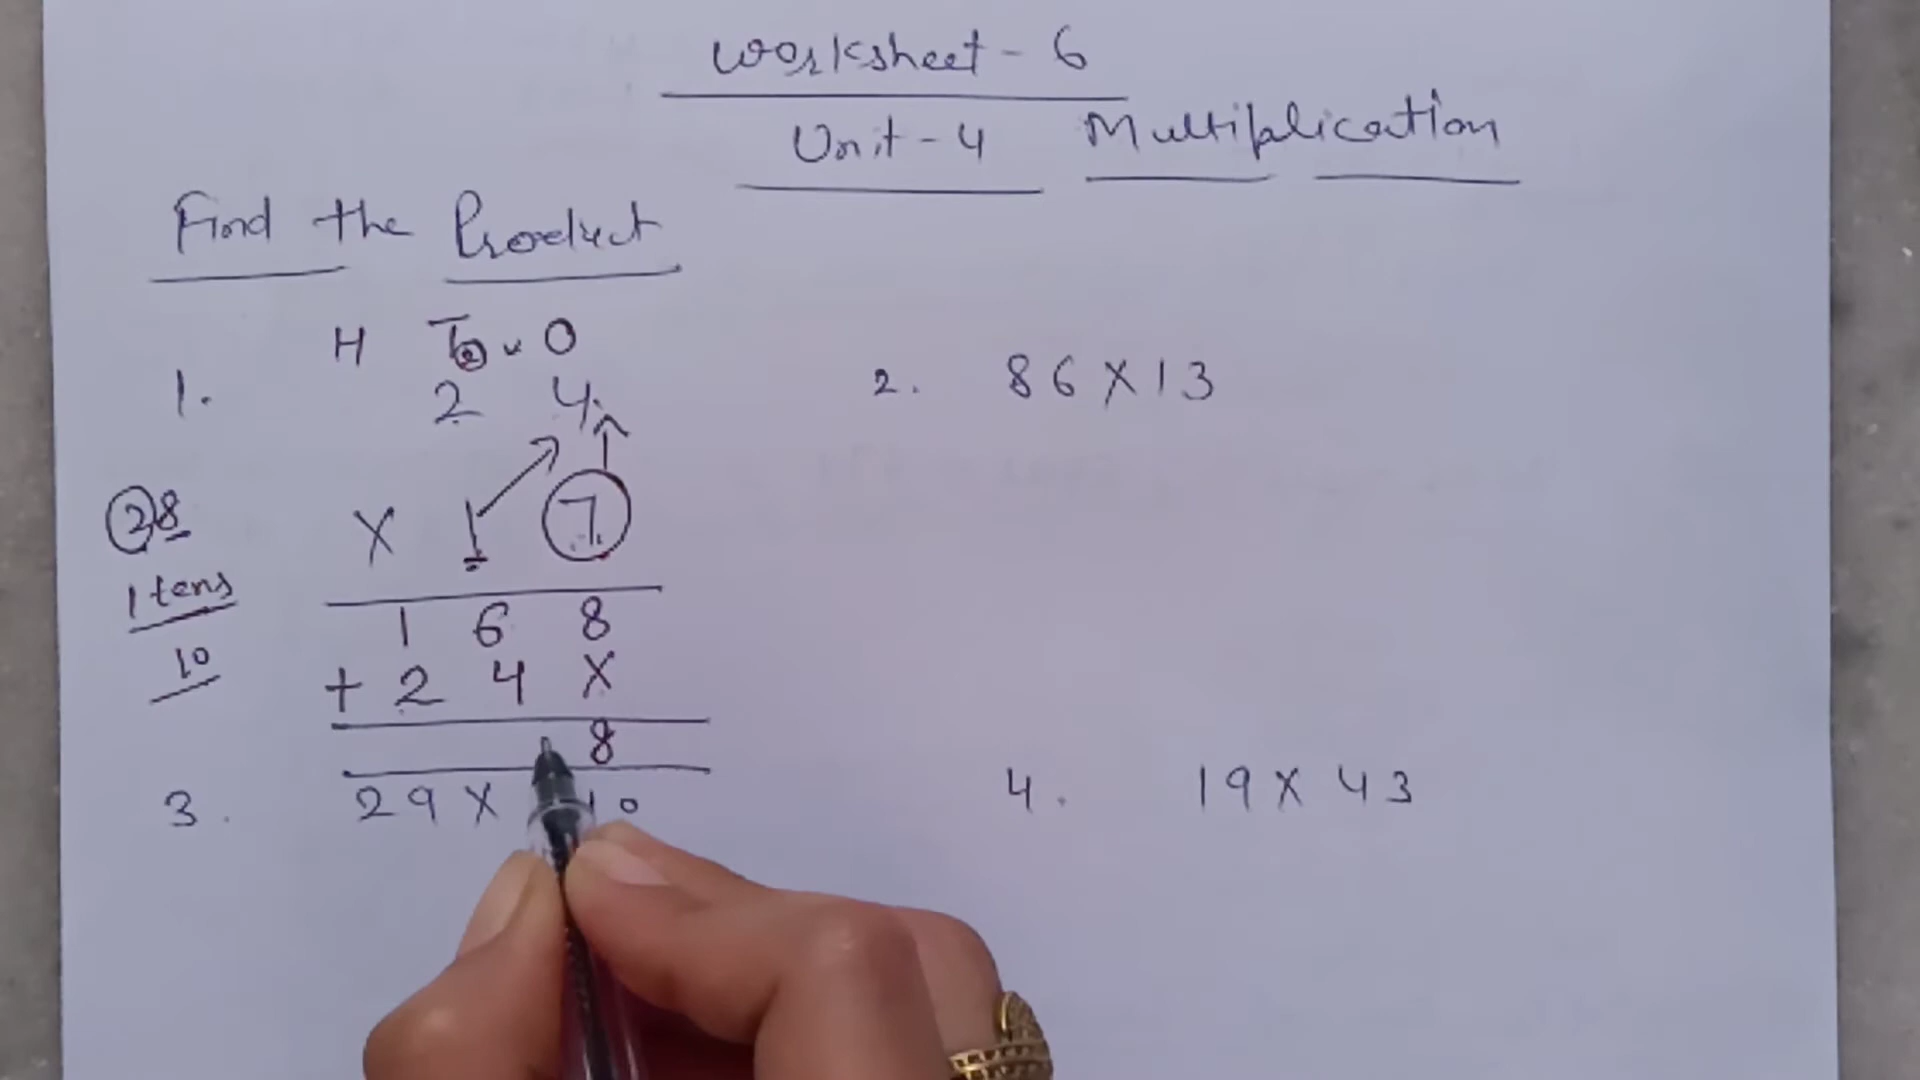 Worksheet - 6
Unit - 4 Multiplication
Find the Product
H T O
1. 2 4
X 1 7
28
1 tens
10
1 6 8
+ 2 4 X
8
2. 86 X 13
3. 29 X 10
4. 19 X 43